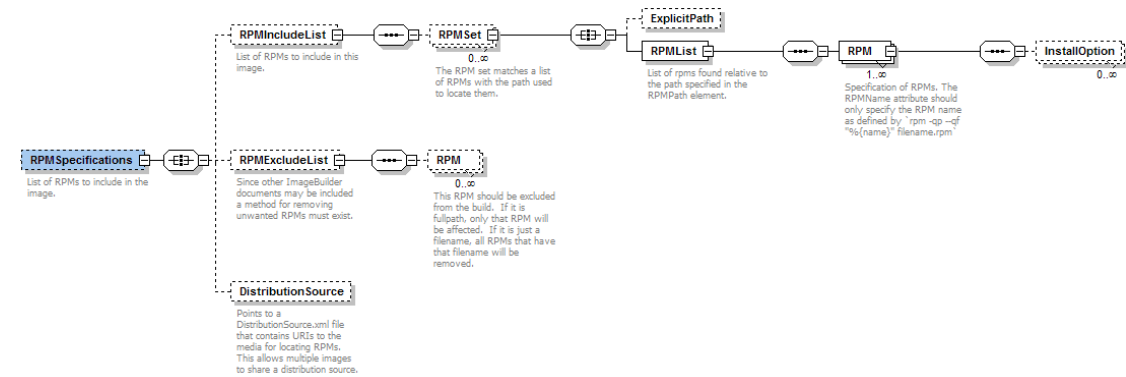 ExplicitPath
RPMIncludeList
RPMSet
RPMList
RPM
InstallOption
0..∞
1..∞
0..∞
List of RPMs to include in this
image.
The RPM set matches a list
of RPMs with the path used
to locate them.
List of rpms found relative to
the path specified in the
RPMPath element.
Specification of RPMs. The
RPMName attribute should
only specify the RPM name
as defined by `rpm -qp --qf
"%{name}" filename.rpm`
RPMSpecifications
List of RPMs to include in the
image.
RPMExcludeList
RPM
0..∞
Since other ImageBuilder
documents may be included
a method for removing
unwanted RPMs must exist.
This RPM should be excluded
from the build. If it is
fullpath, only that RPM will
be affected. If it is just a
filename, all RPMs that have
that filename will be
removed.
DistributionSource
Points to a
DistributionSource.xml file
that contains URIs to the
media for locating RPMs.
This allows multiple images
to share a distribution source.